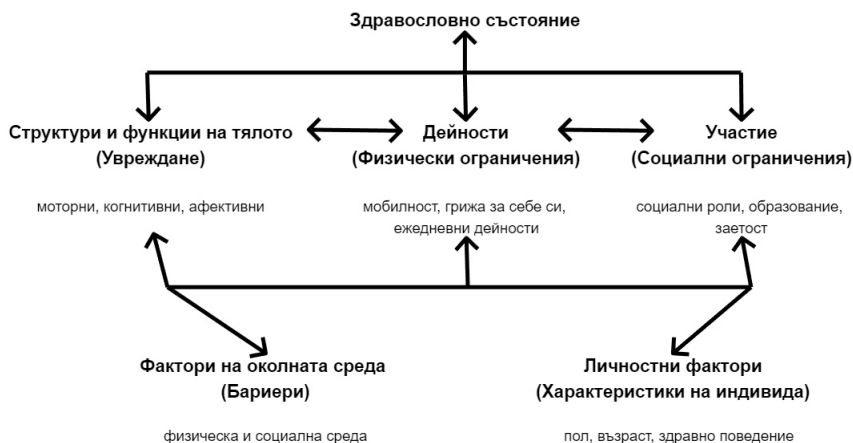 Здравословно състояние
Структури и функции на тялото
(Увреждане)
моторни, когнитивни, афективни
Дейности
(Физически ограничения)
мобилност, грижа за себе си,
ежедневни дейности
Участие
(Социални ограничения)
социални роли, образование,
заетост
Фактори на околната среда
(Бариери)
физическа и социална среда
Личностни фактори
(Характеристики на индивида)
пол, възраст, здравно поведение